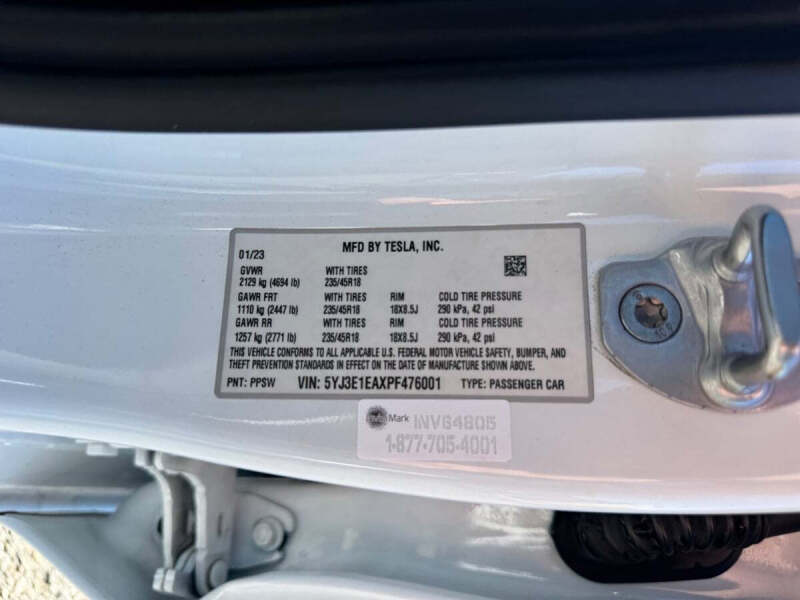 MFD BY TESLA, INC.
01/23
GVWR WITH TIRES
2129 kg (4694 lb) 235/45R18
GAWR FRT WITH TIRES RIM COLD TIRE PRESSURE
1110 kg (2447 lb) 235/45R18 18X8.5J 290 kPa, 42 psi
GAWR RR WITH TIRES RIM COLD TIRE PRESSURE
1257 kg (2771 lb) 235/45R18 18X8.5J 290 kPa, 42 psi
THIS VEHICLE CONFORMS TO ALL APPLICABLE U.S. FEDERAL MOTOR VEHICLE SAFETY, BUMPER, AND
THEFT PREVENTION STANDARDS IN EFFECT ON THE DATE OF MANUFACTURE SHOWN ABOVE.
PNT: PPSW VIN: 5YJ3E1EAXPF476001 TYPE: PASSENGER CAR
Mark INV64805
1-877-705-4001